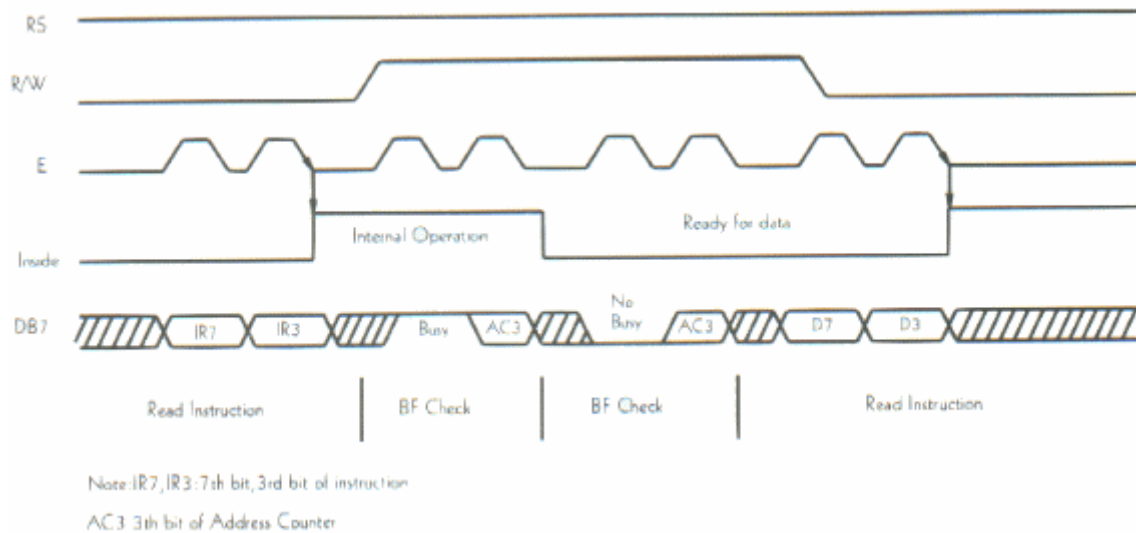 RS
R/W
E
Internal Operation
Ready for data
Inside
DB7
IR7
IR3
Busy
AC3
No
Busy
AC3
D7
D3
Read Instruction
BF Check
BF Check
Read Instruction
Note:IR7,IR3:7th bit,3rd bit of instruction
AC3 3th bit of Address Counter